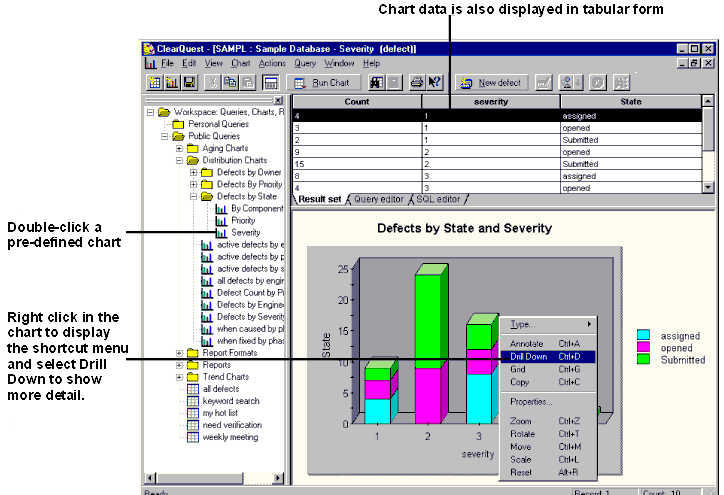 Chart data is also displayed in tabular form
ClearQuest - [SAMPL : Sample Database - Severity (defect)]
File Edit View Chart Actions Query Window Help
Run Chart New defect
Workspace: Queries, Charts, R
Personal Queries
Public Queries
Aging Charts
Distribution Charts
Defects by Owner
Defects By Priority
Defects by State
By Component
Priority
Severity
active defects by e
active defects by p
active defects by s
all defects by engin
Defect Count by Pr
Defects by Enginee
Defects by Severity
when caused by ph
when fixed by phas
Report Formats
Reports
Trend Charts
all defects
keyword search
my hot list
need verification
weekly meeting
Double-click a
pre-defined chart
Right click in the
chart to display
the shortcut menu
and select Drill
Down to show
more detail.
Count severity State
4 1 assigned
3 1 opened
2 1 Submitted
9 2 opened
15 2 Submitted
8 3 assigned
4 3 opened
Result set Query editor SQL editor
Defects by State and Severity
State
25
20
15
10
5
0
1 2 3
severity
Type...
Annotate Ctrl+A
Drill Down Ctrl+D
Grid Ctrl+G
Copy Ctrl+C
Properties...
Zoom Ctrl+Z
Rotate Ctrl+T
Move Ctrl+M
Scale Ctrl+L
Reset Alt+R
assigned
opened
Submitted
Ready Record: 1 Count: 10